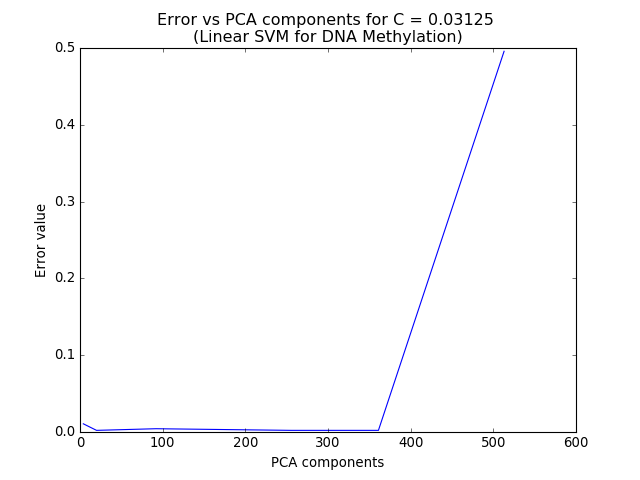 Error vs PCA components for C = 0.03125
(Linear SVM for DNA Methylation)
0.5
0.4
0.3
0.2
0.1
0.0
Error value
0 100 200 300 400 500 600
PCA components